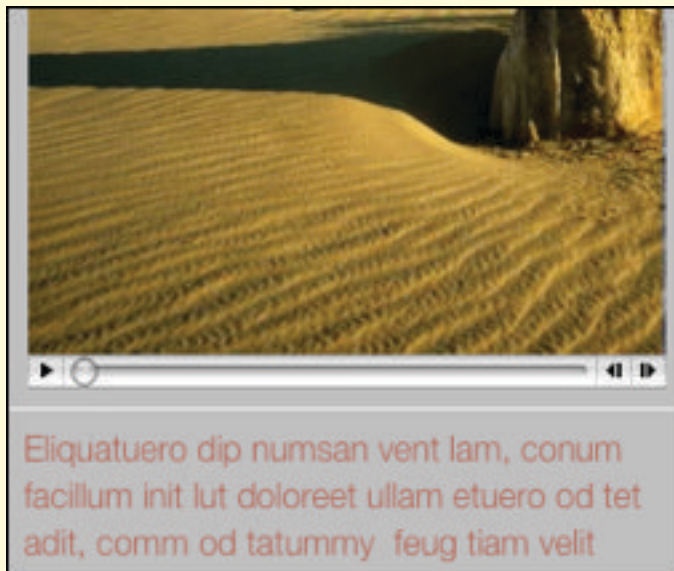 Eliquatuero dip numsan vent lam, conum
facillum init lut doloreet ullam etuero od tet
adit, comm od tatummy feug tiam velit